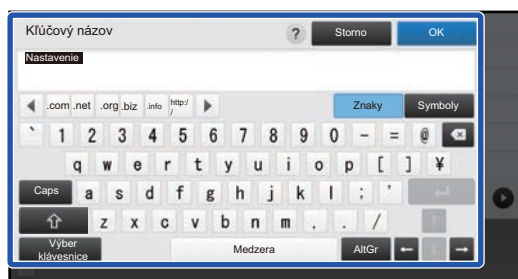 Kľúčový názov ? Storno OK
Nastavenie
.com .net .org .biz .info http:// Znaky Symboly
` 1 2 3 4 5 6 7 8 9 0 - = @
q w e r t y u i o p [ ] ¥
Caps a s d f g h j k l ; '
z x c v b n m . . /
Výber klávesnice Medzera AltGr